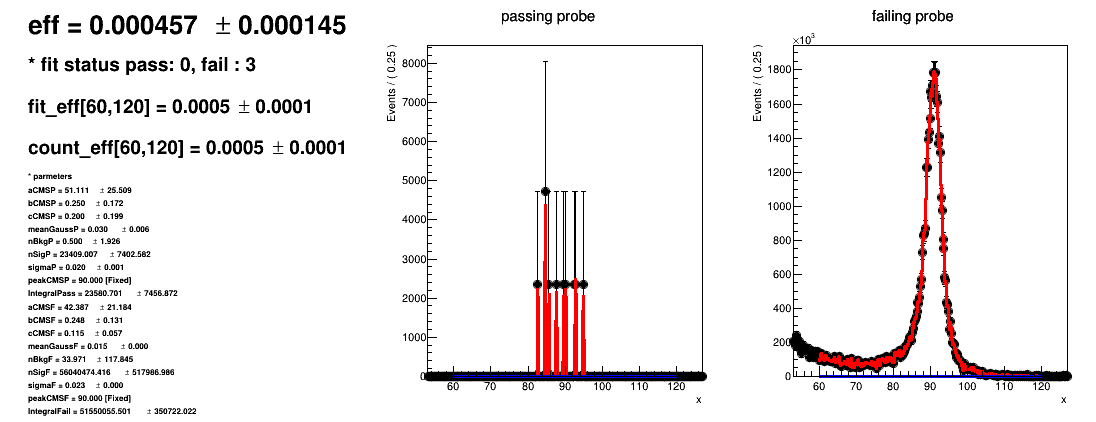 eff = 0.000457 ± 0.000145
* fit status pass: 0, fail : 3
fit_eff[60,120] = 0.0005 ± 0.0001
count_eff[60,120] = 0.0005 ± 0.0001
* parmeters
aCMSP = 51.111 ± 25.509
bCMSP = 0.250 ± 0.172
cCMSP = 0.200 ± 0.199
meanGaussP = 0.030 ± 0.006
nBkgP = 0.500 ± 1.926
nSigP = 23409.007 ± 7402.582
sigmaP = 0.020 ± 0.001
peakCMSP = 90.000 [Fixed]
IntegralPass = 23580.701 ± 7456.872
aCMSF = 42.387 ± 21.184
bCMSF = 0.248 ± 0.131
cCMSF = 0.115 ± 0.057
meanGaussF = 0.015 ± 0.000
nBkgF = 33.971 ± 117.845
nSigF = 56040474.416 ± 517986.986
sigmaF = 0.023 ± 0.000
peakCMSF = 90.000 [Fixed]
IntegralFail = 51550055.501 ± 350722.022
passing probe
Events / ( 0.25 )
8000
7000
6000
5000
4000
3000
2000
1000
0
60 70 80 90 100 110 120
x
failing probe
×10³
Events / ( 0.25 )
1800
1600
1400
1200
1000
800
600
400
200
0
60 70 80 90 100 110 120
x